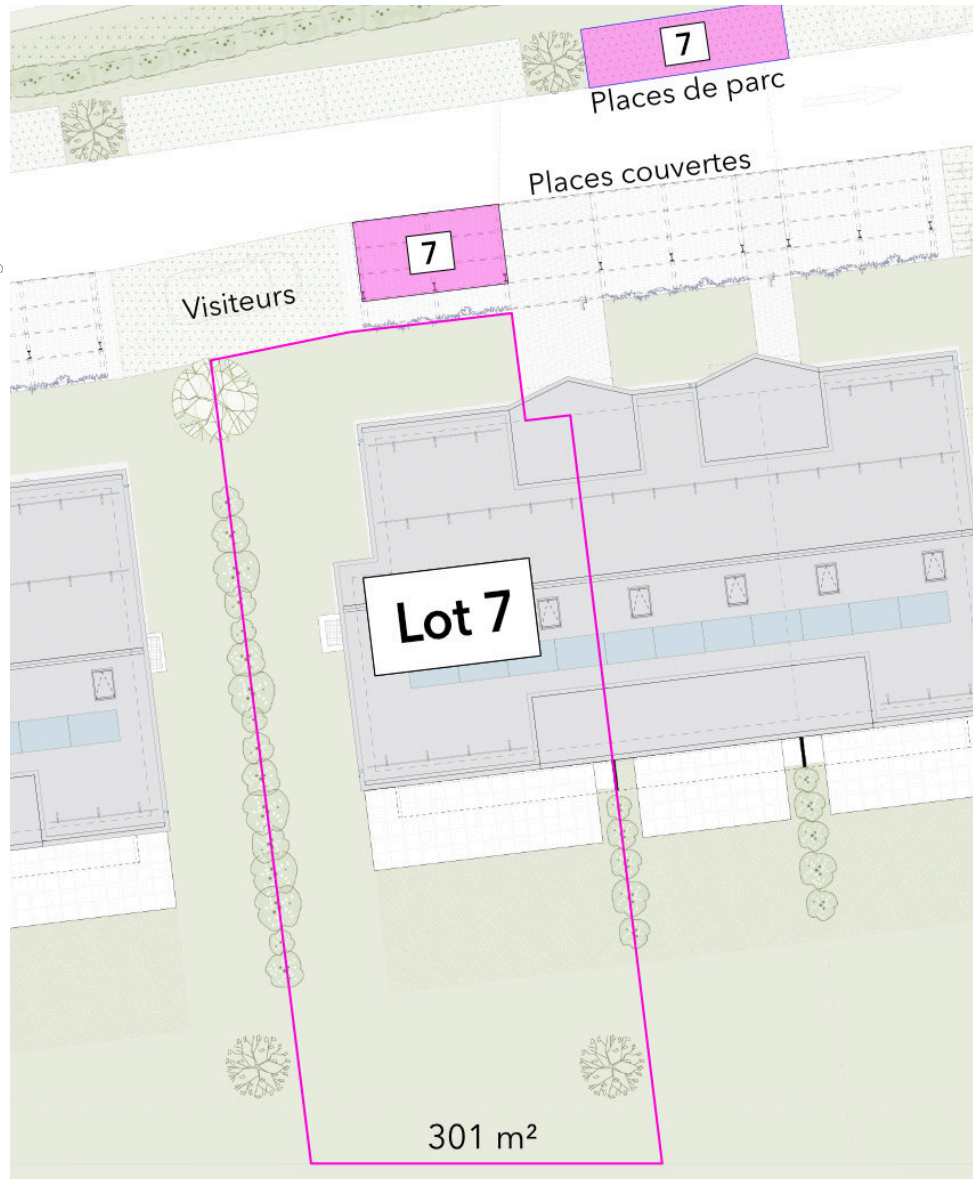 7
Places de parc
Places couvertes
7
Visiteurs
Lot 7
301 m²